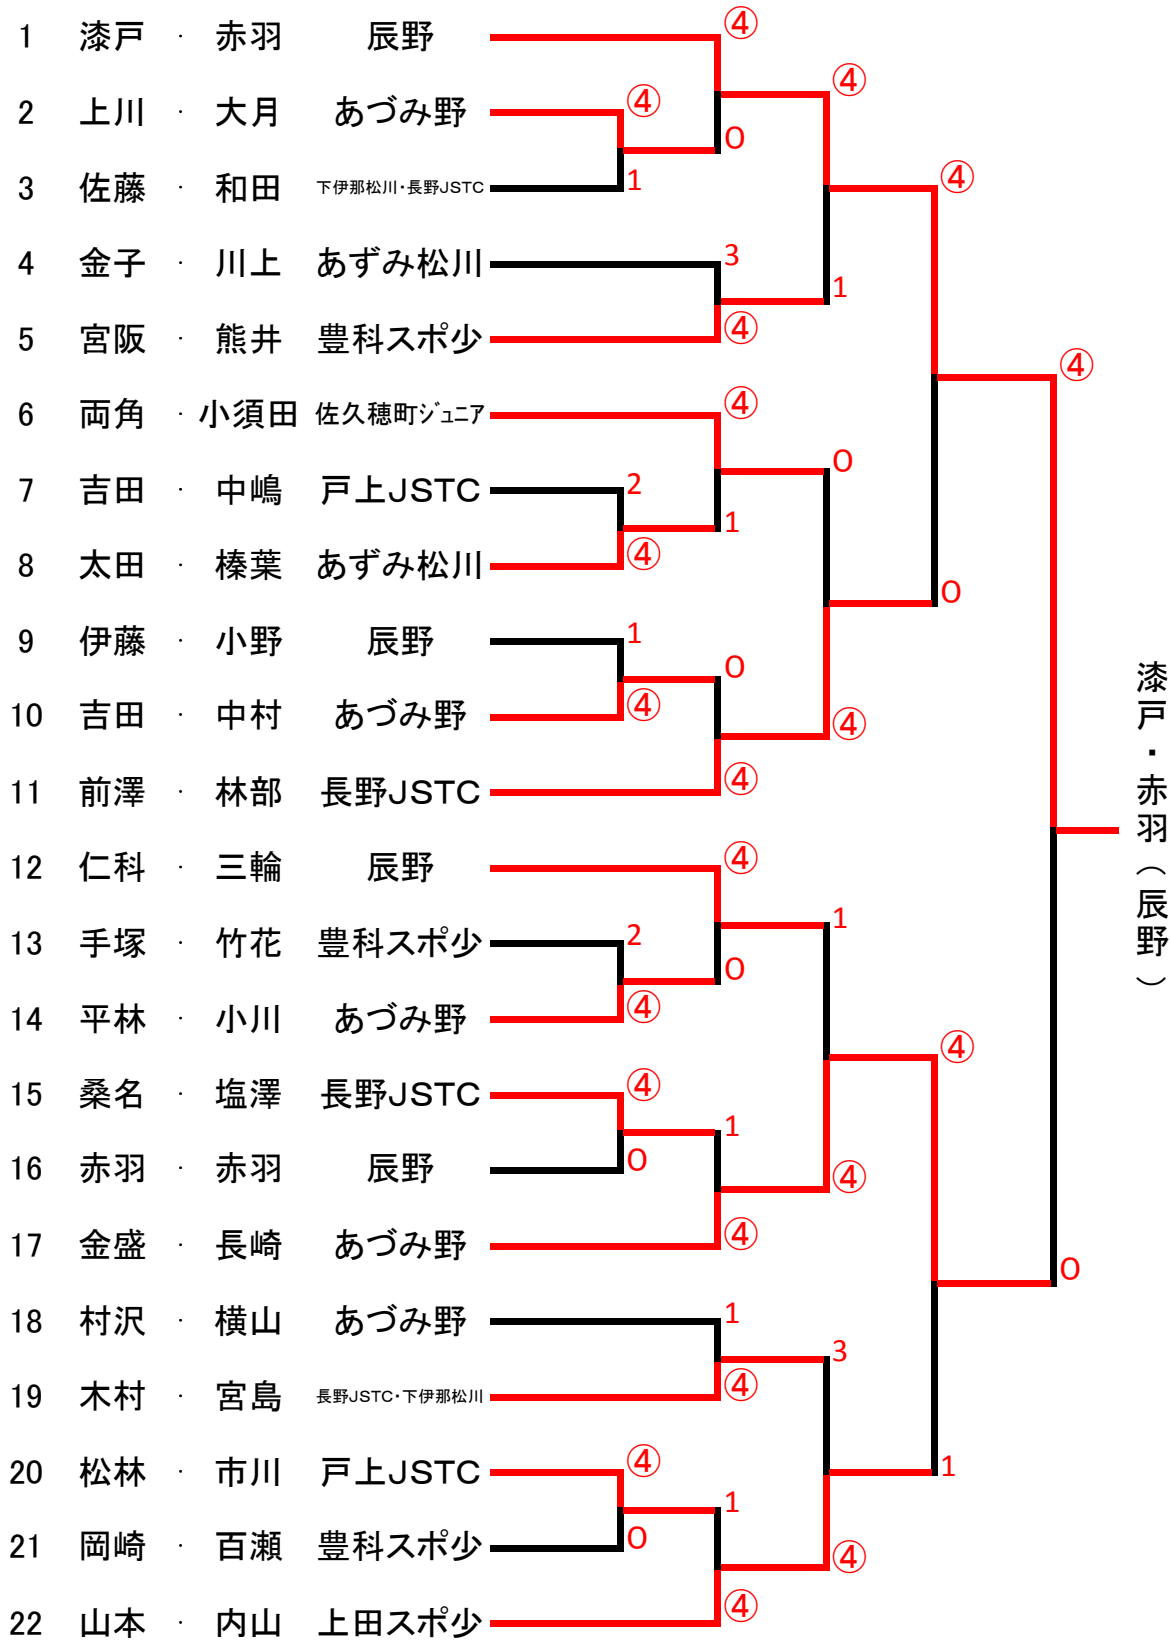 1 漆戸 · 赤羽 辰野 ④
④
2 上川 · 大月 あづみ野 ④
0
3 佐藤 · 和田 下伊那松川・長野JSTC 1
④
4 金子 · 川上 あずみ松川 3
1
5 宮阪 · 熊井 豊科スポ少 ④
④
6 両角 · 小須田 佐久穂町ジュニア ④
0
7 吉田 · 中嶋 戸上JSTC 2
1
8 太田 · 榛葉 あずみ松川 ④
0
9 伊藤 · 小野 辰野 1
0
10 吉田 · 中村 あづみ野 ④
④
11 前澤 · 林部 長野JSTC ④
漆戸・赤羽（辰野）
12 仁科 · 三輪 辰野 ④
1
13 手塚 · 竹花 豊科スポ少 2
0
14 平林 · 小川 あづみ野 ④
④
15 桑名 · 塩澤 長野JSTC ④
1
16 赤羽 · 赤羽 辰野 0
④
17 金盛 · 長崎 あづみ野 ④
0
18 村沢 · 横山 あづみ野 1
3
19 木村 · 宮島 長野JSTC・下伊那松川 ④
20 松林 · 市川 戸上JSTC ④
1
1
21 岡崎 · 百瀬 豊科スポ少 0
④
22 山本 · 内山 上田スポ少 ④